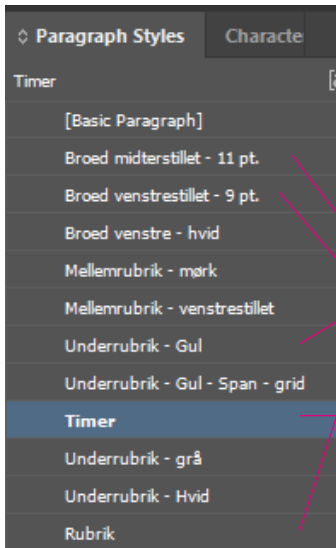 Paragraph Styles Characte
Timer
[Basic Paragraph]
Broed midterstillet - 11 pt.
Broed venstrestillet - 9 pt.
Broed venstre - hvid
Mellemrubrik - mørk
Mellemrubrik - venstrestillet
Underrubrik - Gul
Underrubrik - Gul - Span - grid
Timer
Underrubrik - grå
Underrubrik - Hvid
Rubrik